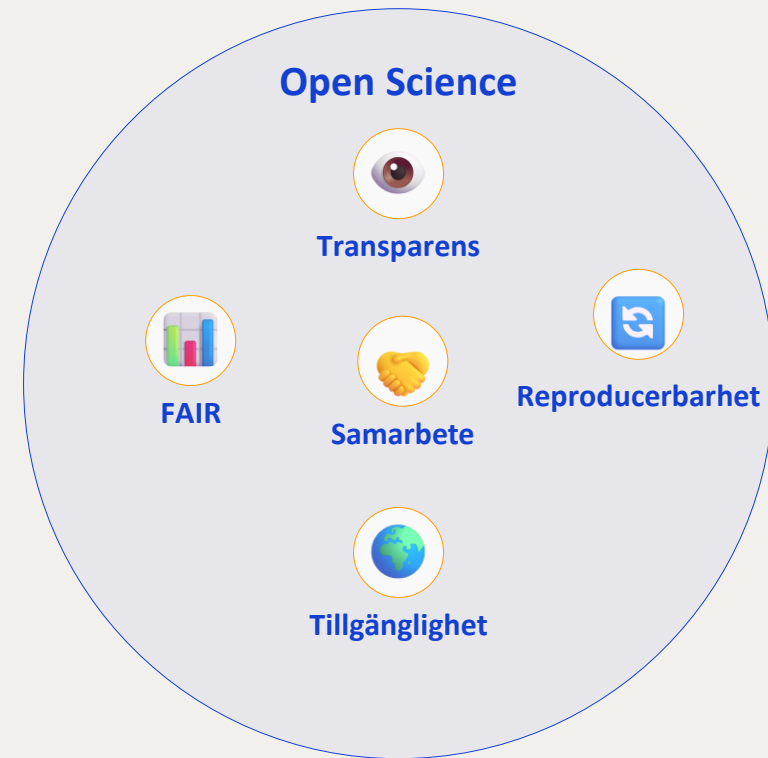 Open Science
Transparens
FAIR
Samarbete
Reproducerbarhet
Tillgänglighet